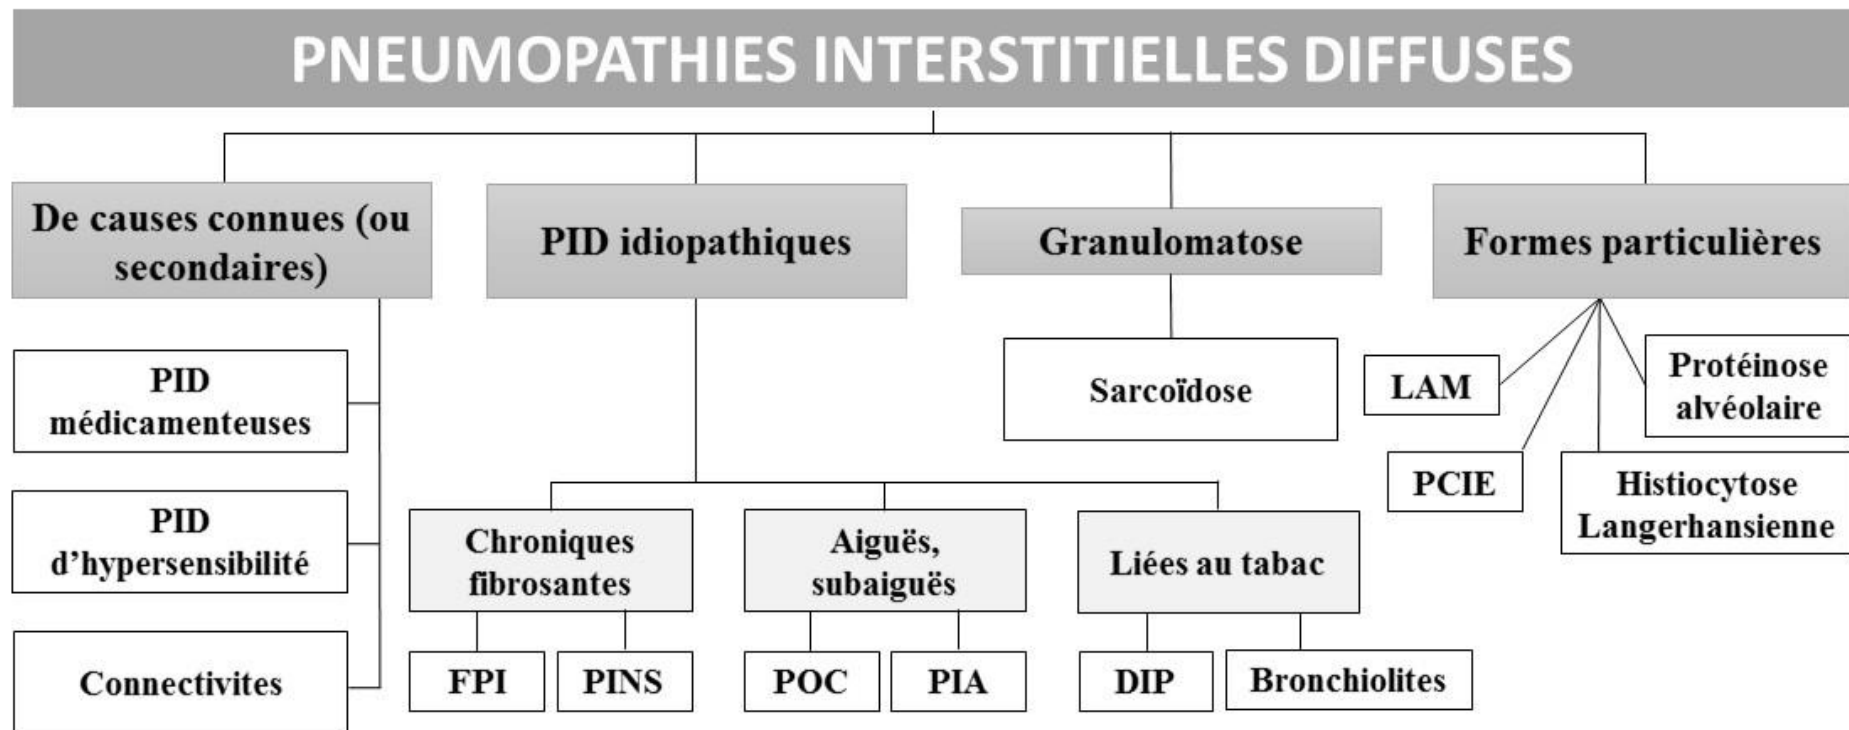 PNEUMOPATHIES INTERSTITIELLES DIFFUSES
De causes connues (ou
secondaires)
PID idiopathiques
Granulomatose
Formes particulières
PID
médicamenteuses
PID
d’hypersensibilité
Connectivites
Chroniques
fibrosantes
FPI
PINS
Aiguës,
subaiguës
POC
PIA
Liées au tabac
DIP
Bronchiolites
Sarcoïdose
LAM
PCIE
Histiocytose
Langerhansienne
Protéinose
alvéolaire